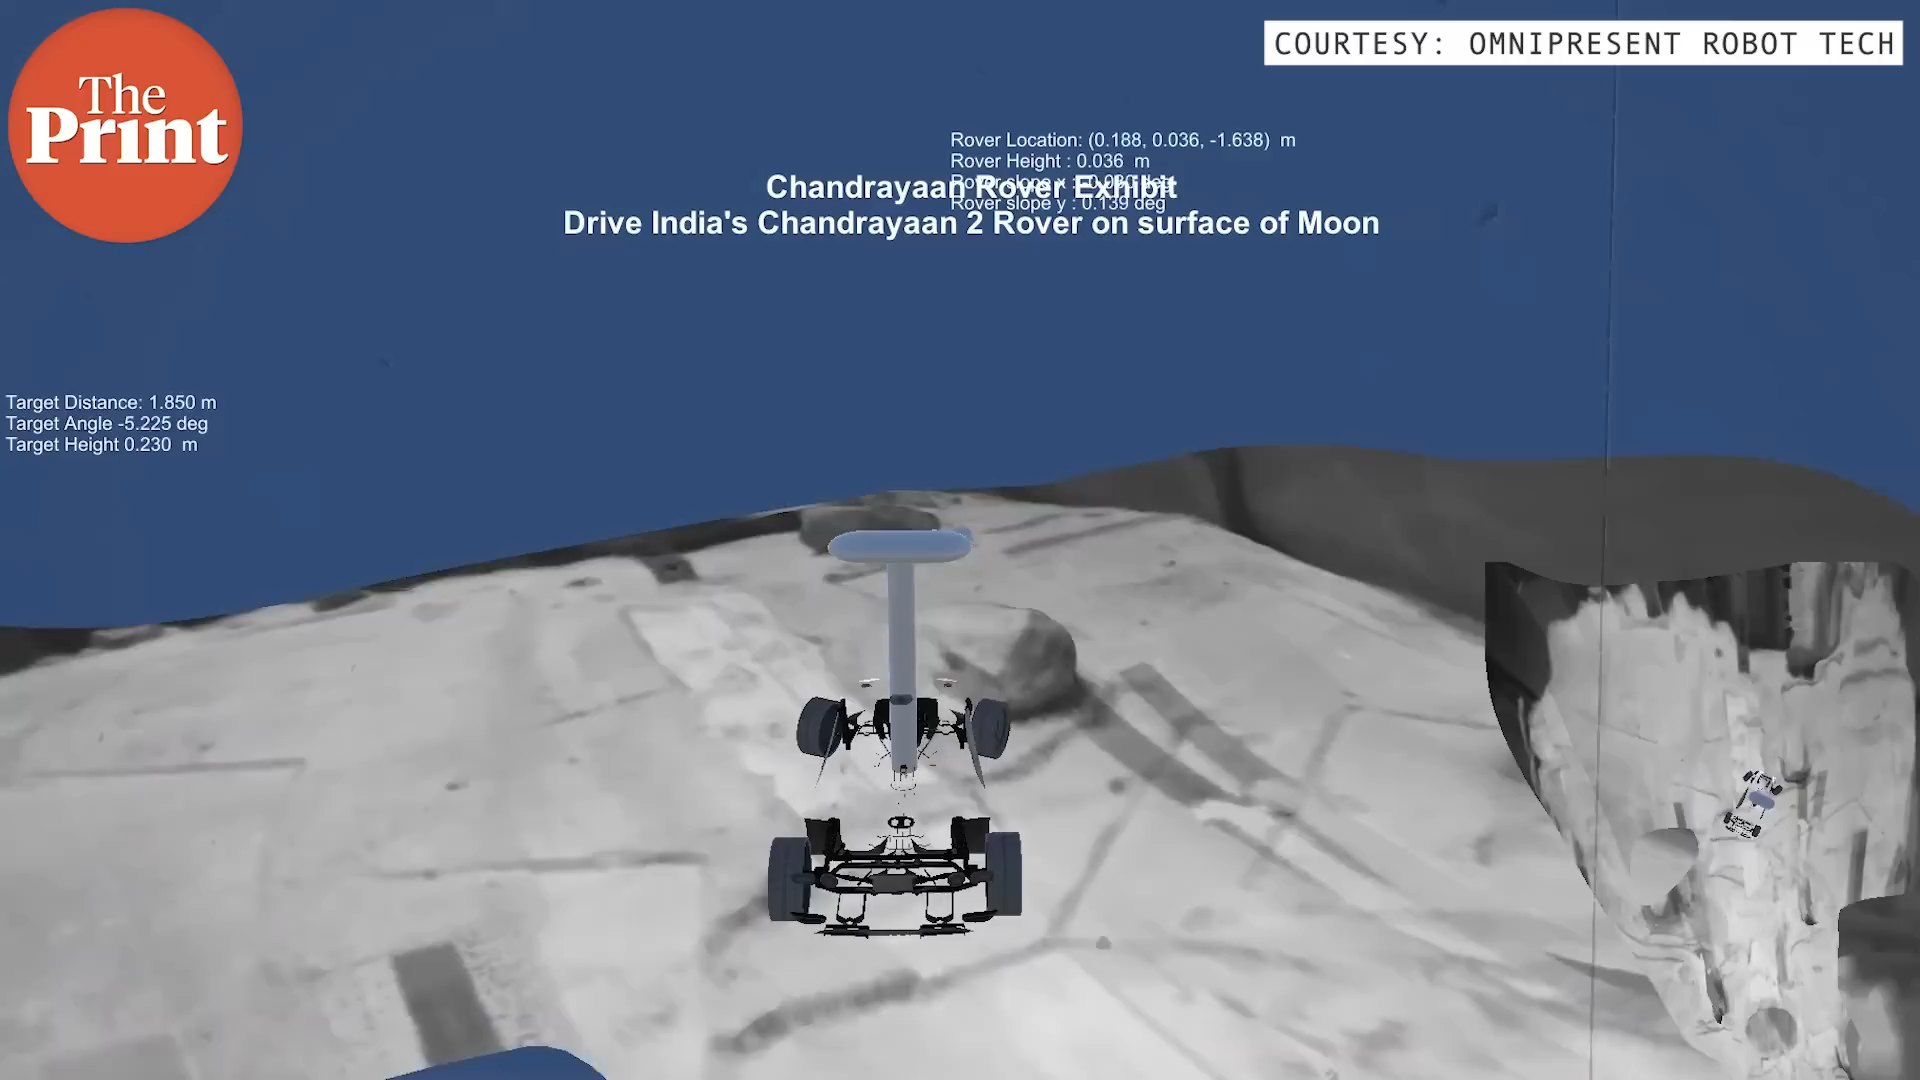 The
Print
COURTESY: OMNIPRESENT ROBOT TECH
Rover Location: (0.188, 0.036, -1.638) m
Rover Height : 0.036 m
Rover slope x :
Chandrayaan Rover Exhibit
Rover slope y : 0.139 deg
Drive India's Chandrayaan 2 Rover on surface of Moon
Target Distance: 1.850 m
Target Angle -5.225 deg
Target Height 0.230 m